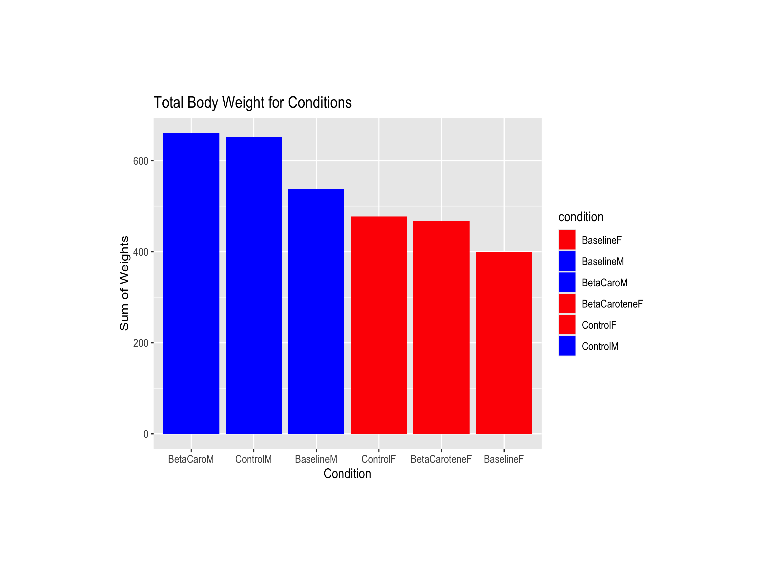 Total Body Weight for Conditions
600
400
200
0
Sum of Weights
BetaCaroM ControlM BaselineM ControlF BetaCaroteneF BaselineF
Condition
condition
BaselineF
BaselineM
BetaCaroM
BetaCaroteneF
ControlF
ControlM